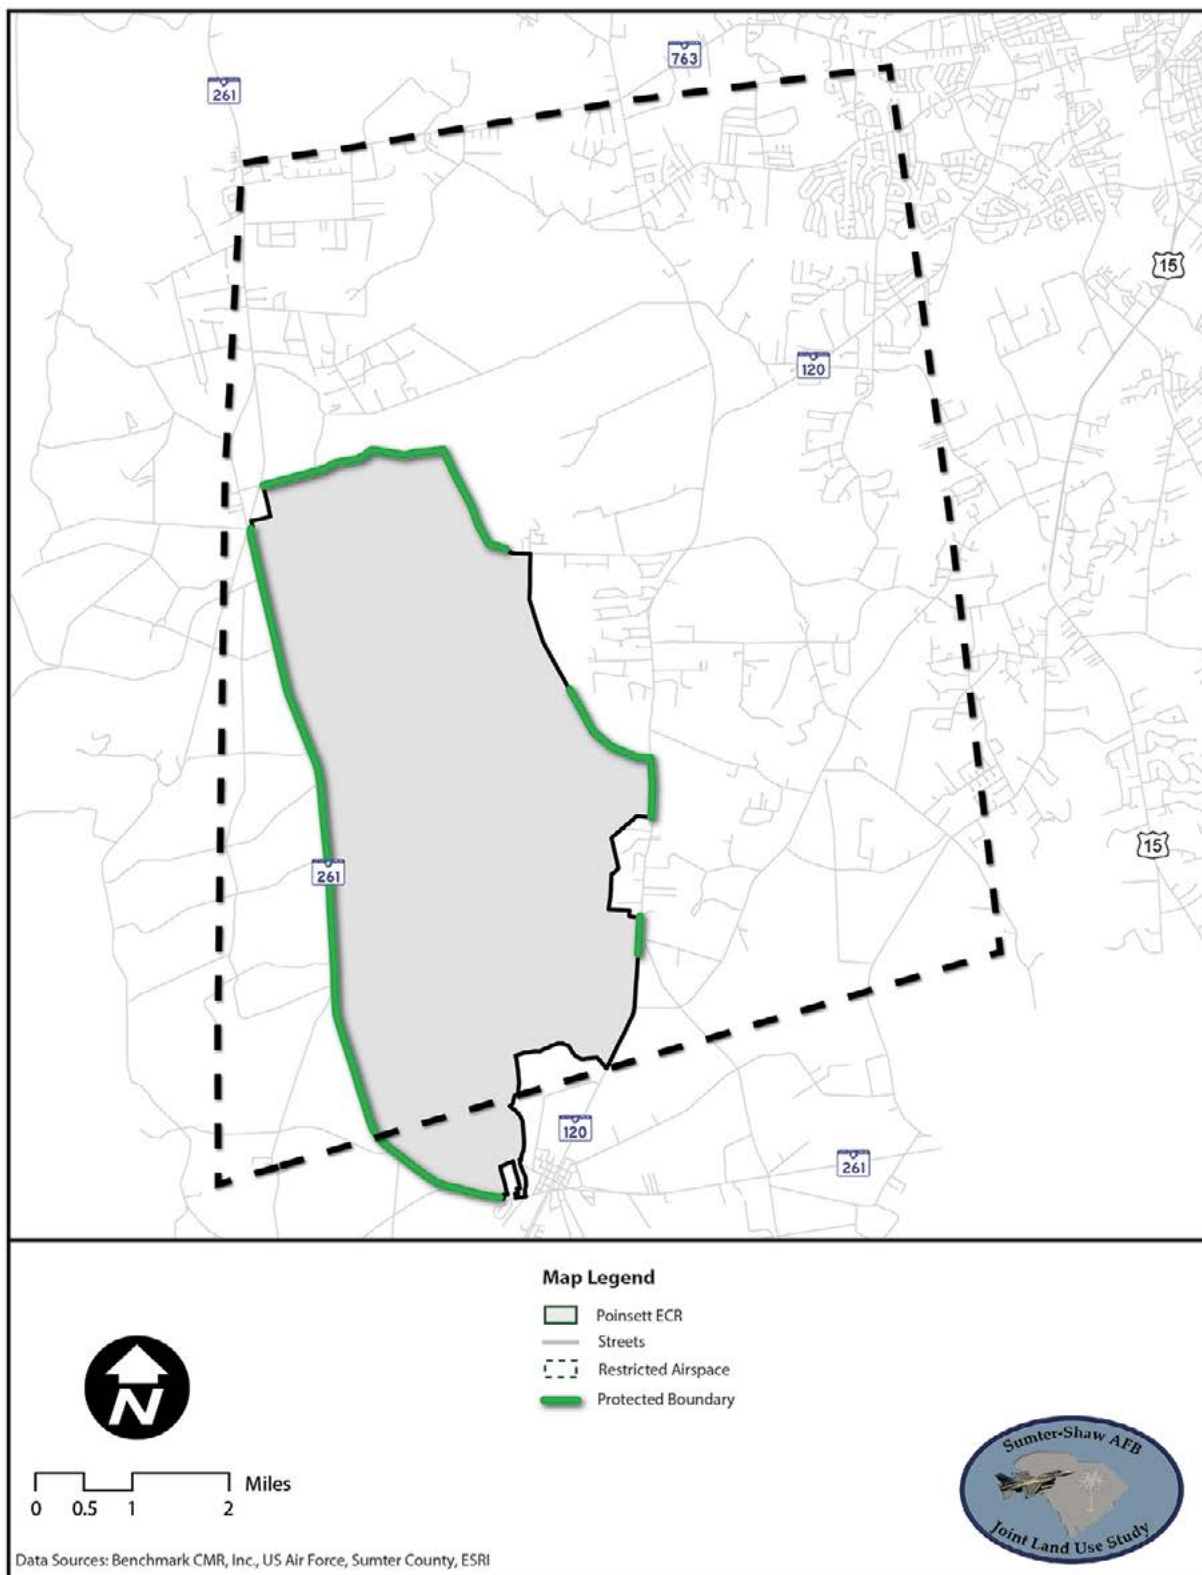 763
261
15
120
15
261
120
261
Map Legend
Poinsett ECR
Streets
Restricted Airspace
Protected Boundary
N
Miles
0 0.5 1 2
Sumter-Shaw AFB
Joint Land Use Study
Data Sources: Benchmark CMR, Inc., US Air Force, Sumter County, ESRI